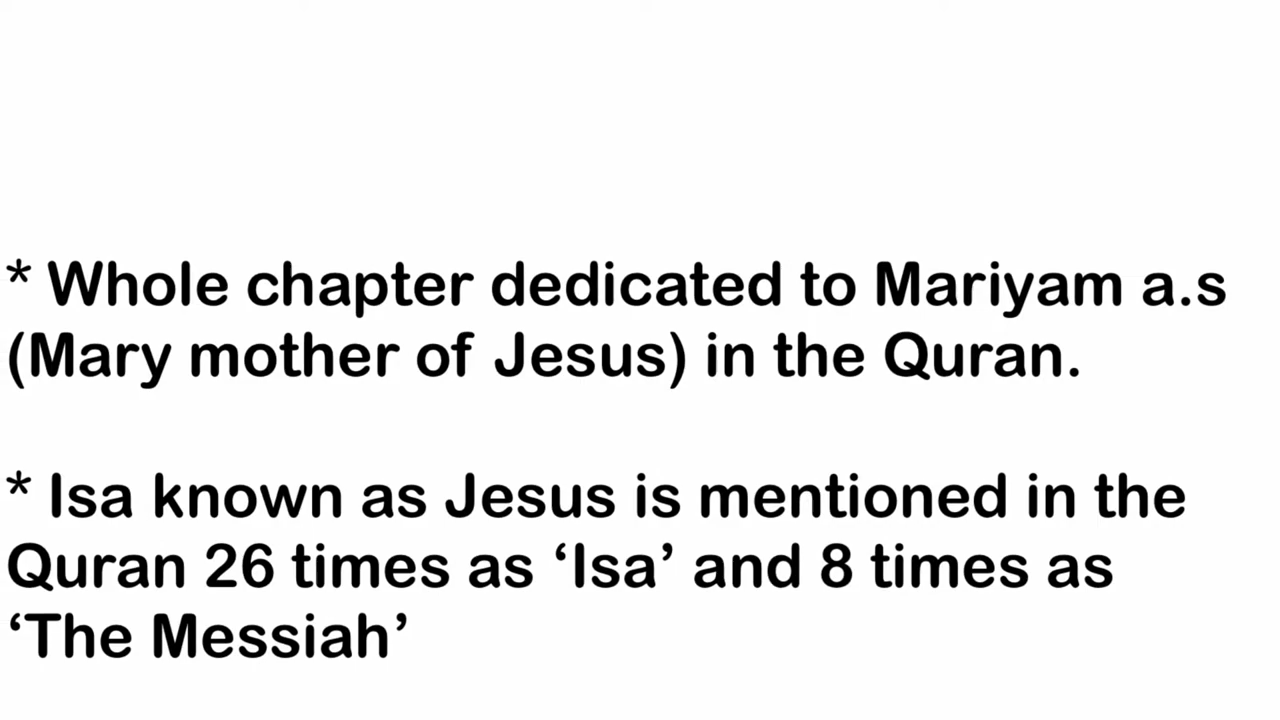 * Whole chapter dedicated to Mariyam a.s
(Mary mother of Jesus) in the Quran.
* Isa known as Jesus is mentioned in the
Quran 26 times as ‘Isa’ and 8 times as
‘The Messiah’